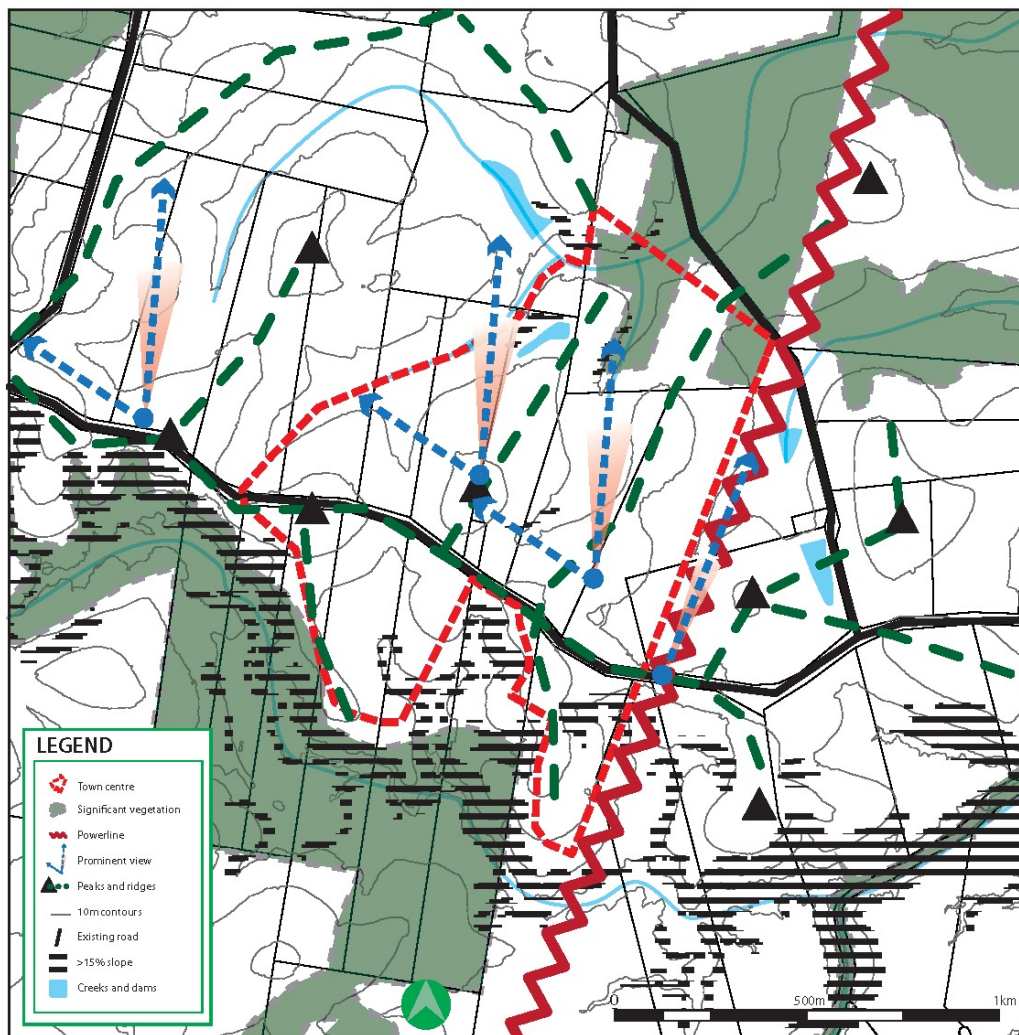 LEGEND
Town centre
Significant vegetation
Powerline
Prominent view
Peaks and ridges
10m contours
Existing road
>15% slope
Creeks and dams
0 500m 1km